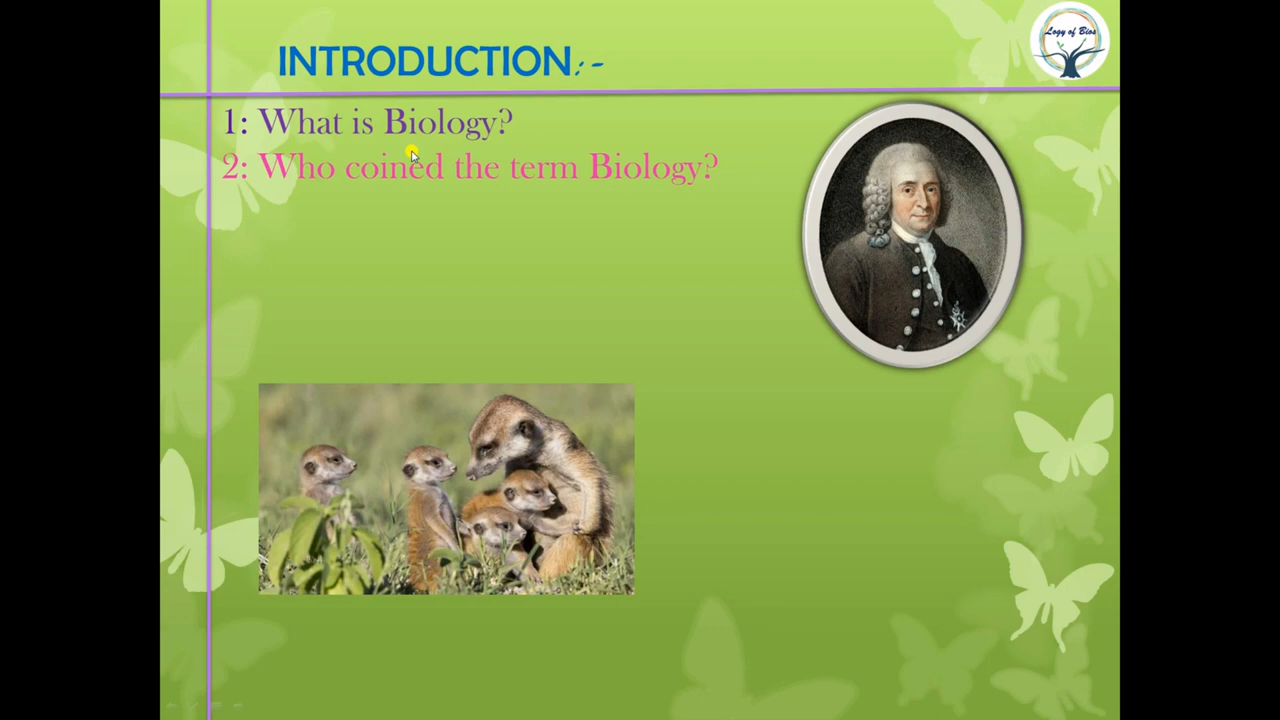 Logy of Bios
INTRODUCTION:-
1: What is Biology?
2: Who coined the term Biology?